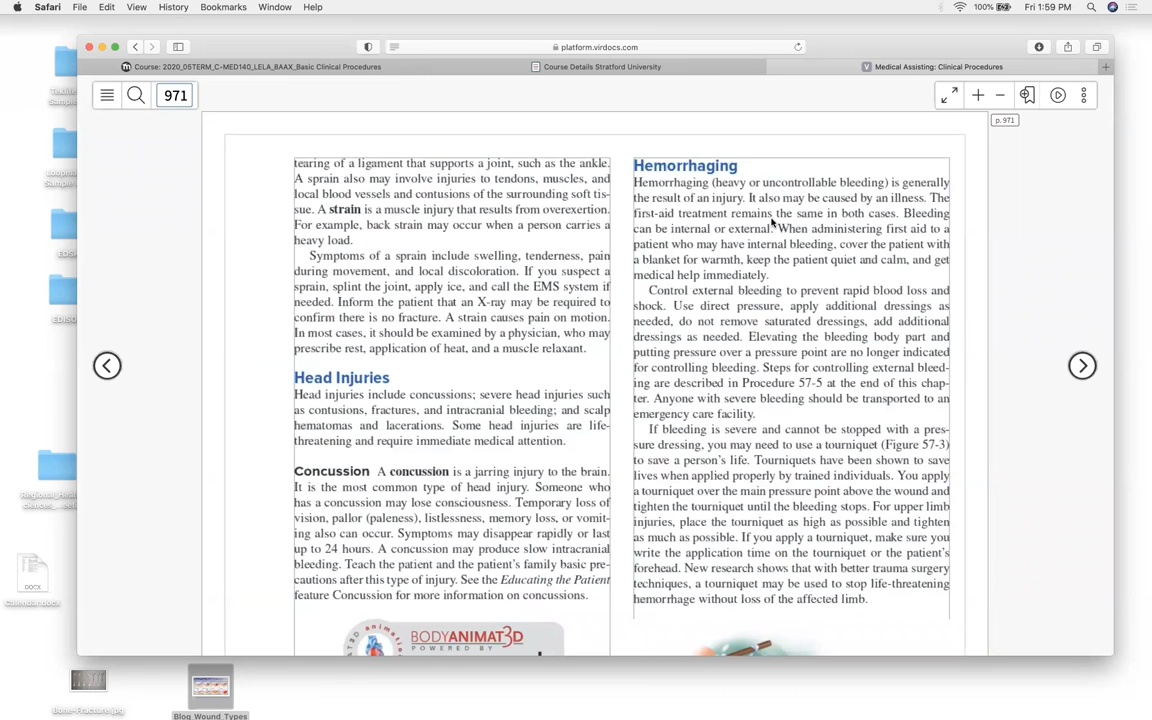 Safari File Edit View History Bookmarks Window Help
100% Fri 1:59 PM
platform.virdocs.com
Course: 2020_05TERM_C-MED140_LELA_BAAX_Basic Clinical Procedures
Course Details Stratford University
Medical Assisting: Clinical Procedures
971
p. 971
tearing of a ligament that supports a joint, such as the ankle.
A sprain also may involve injuries to tendons, muscles, and
local blood vessels and contusions of the surrounding soft tis-
sue. A strain is a muscle injury that results from overexertion.
For example, back strain may occur when a person carries a
heavy load.
Symptoms of a sprain include swelling, tenderness, pain
during movement, and local discoloration. If you suspect a
sprain, splint the joint, apply ice, and call the EMS system if
needed. Inform the patient that an X-ray may be required to
confirm there is no fracture. A strain causes pain on motion.
In most cases, it should be examined by a physician, who may
prescribe rest, application of heat, and a muscle relaxant.
Head Injuries
Head injuries include concussions; severe head injuries such
as contusions, fractures, and intracranial bleeding; and scalp
hematomas and lacerations. Some head injuries are life-
threatening and require immediate medical attention.
Concussion A concussion is a jarring injury to the brain.
It is the most common type of head injury. Someone who
has a concussion may lose consciousness. Temporary loss of
vision, pallor (paleness), listlessness, memory loss, or vomit-
ing also can occur. Symptoms may disappear rapidly or last
up to 24 hours. A concussion may produce slow intracranial
bleeding. Teach the patient and the patient's family basic pre-
cautions after this type of injury. See the Educating the Patient
feature Concussion for more information on concussions.
BODYANIMAT3D
POWERED BY
Hemorrhaging
Hemorrhaging (heavy or uncontrollable bleeding) is generally
the result of an injury. It also may be caused by an illness. The
first-aid treatment remains the same in both cases. Bleeding
can be internal or external. When administering first aid to a
patient who may have internal bleeding, cover the patient with
a blanket for warmth, keep the patient quiet and calm, and get
medical help immediately.
Control external bleeding to prevent rapid blood loss and
shock. Use direct pressure, apply additional dressings as
needed, do not remove saturated dressings, add additional
dressings as needed. Elevating the bleeding body part and
putting pressure over a pressure point are no longer indicated
for controlling bleeding. Steps for controlling external bleed-
ing are described in Procedure 57-5 at the end of this chap-
ter. Anyone with severe bleeding should be transported to an
emergency care facility.
If bleeding is severe and cannot be stopped with a pres-
sure dressing, you may need to use a tourniquet (Figure 57-3)
to save a person's life. Tourniquets have been shown to save
lives when applied properly by trained individuals. You apply
a tourniquet over the main pressure point above the wound and
tighten the tourniquet until the bleeding stops. For upper limb
injuries, place the tourniquet as high as possible and tighten
as much as possible. If you apply a tourniquet, make sure you
write the application time on the tourniquet or the patient's
forehead. New research shows that with better trauma surgery
techniques, a tourniquet may be used to stop life-threatening
hemorrhage without loss of the affected limb.
DOCX
Calendar.docx
Bone-Fracture.jpg
Blog_Wound_Types